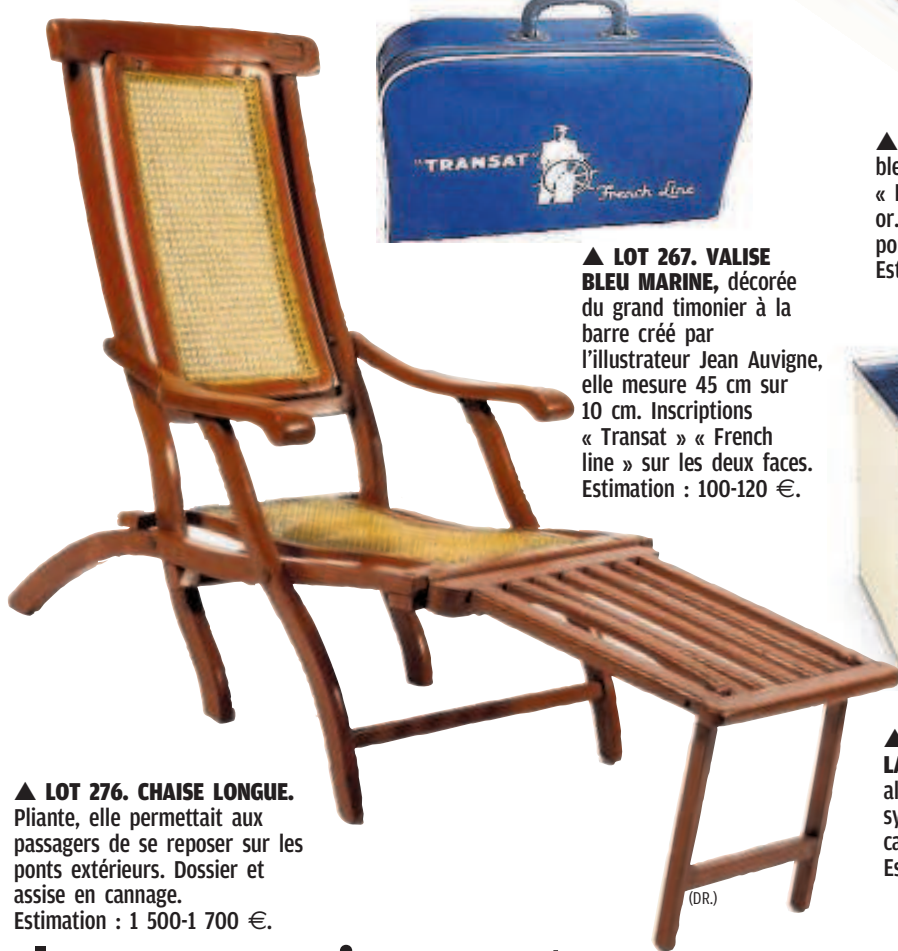 "TRANSAT"
French Line
▲ LOT 267. VALISE
BLEU MARINE, décorée
du grand timonier à la
barre créé par
l'illustrateur Jean Auvigne,
elle mesure 45 cm sur
10 cm. Inscriptions
« Transat » « French
line » sur les deux faces.
Estimation : 100-120 €.
▲ LOT 276. CHAISE LONGUE.
Pliante, elle permettait aux
passagers de se reposer sur les
ponts extérieurs. Dossier et
assise en cannage.
Estimation : 1 500-1 700 €.
(DR.)
▲
or.
▲